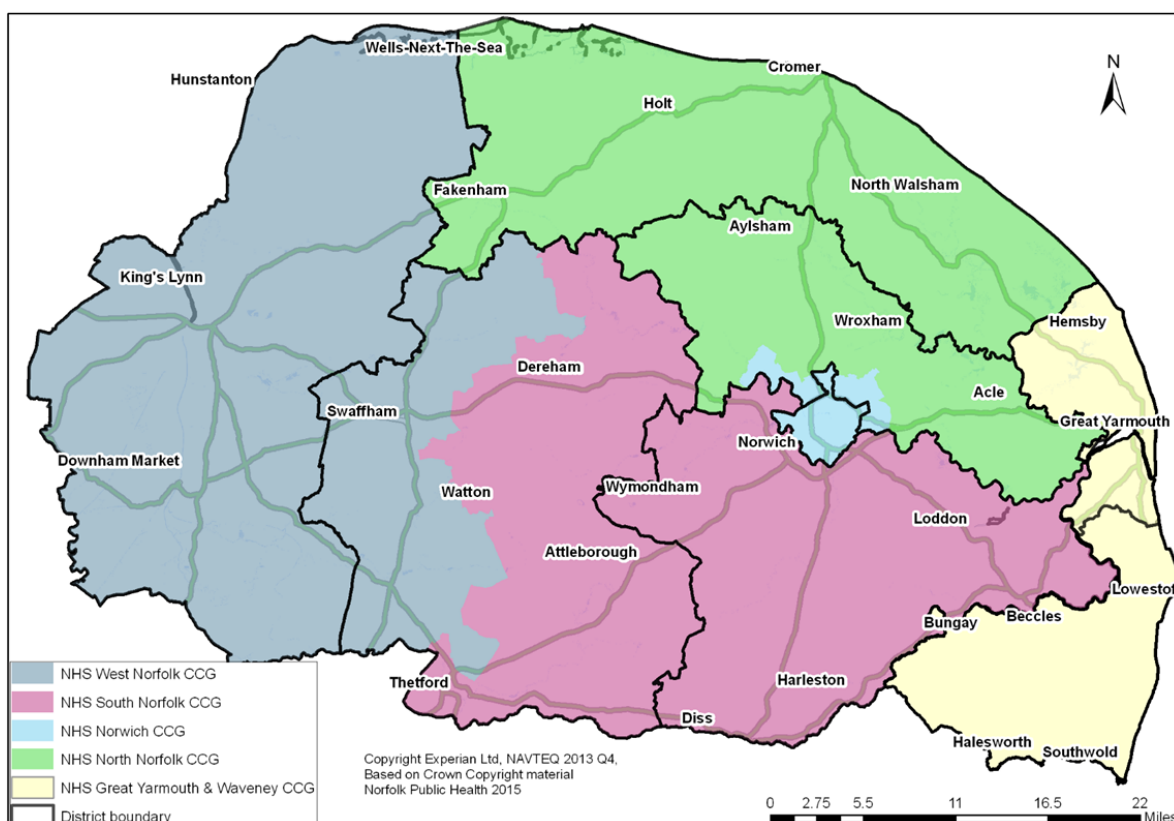 Wells-Next-The-Sea
Hunstanton
Cromer
N
Holt
Fakenham
North Walsham
Aylsham
King's Lynn
Hemsby
Wroxham
Dereham
Acle
Swaffham
Great Yarmouth
Norwich
Downham Market
Watton
Wymondham
Loddon
Attleborough
Lowestof
Beccles
Bungay
NHS West Norfolk CCG
Thetford
Harleston
NHS South Norfolk CCG
Diss
NHS Norwich CCG
Halesworth
Southwold
NHS North Norfolk CCG
Copyright Experian Ltd, NAVTEQ 2013 Q4,
Based on Crown Copyright material
Norfolk Public Health 2015
NHS Great Yarmouth & Waveney CCG
0 2.75 5.5 11 16.5 22
District boundary
Miles